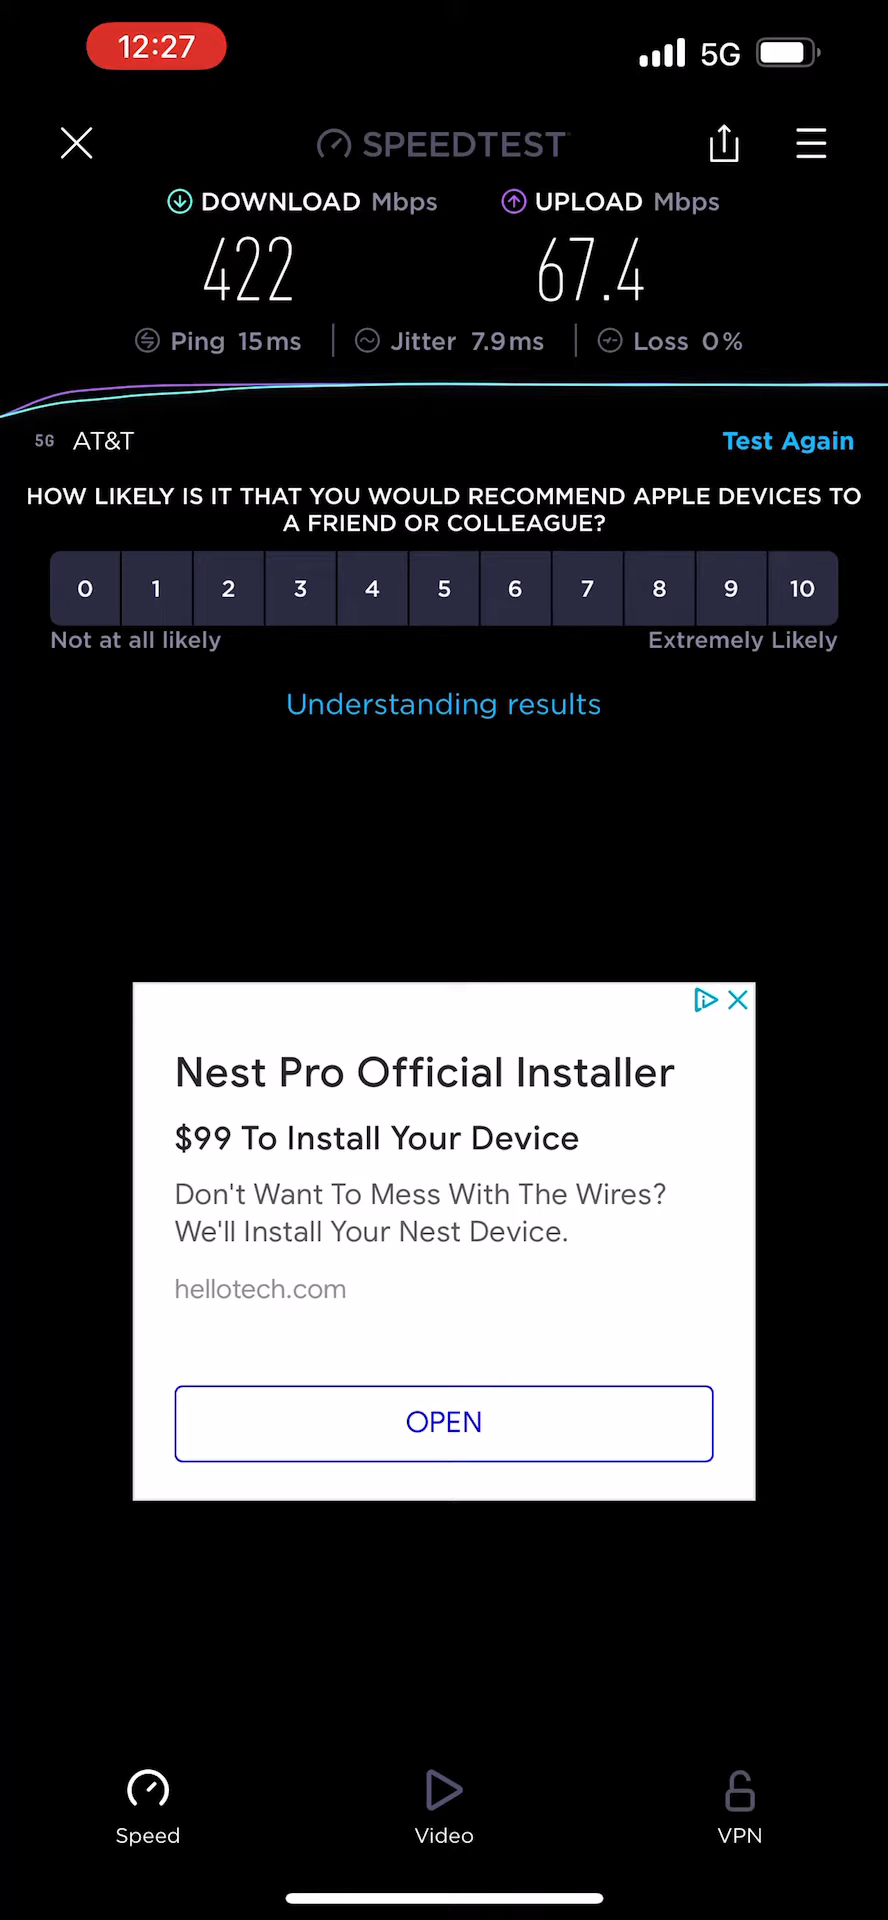 12:27 5G
SPEEDTEST
DOWNLOAD Mbps UPLOAD Mbps
422 67.4
Ping 15ms Jitter 7.9ms Loss 0%
5G AT&T Test Again
HOW LIKELY IS IT THAT YOU WOULD RECOMMEND APPLE DEVICES TO
A FRIEND OR COLLEAGUE?
0 1 2 3 4 5 6 7 8 9 10
Not at all likely Extremely Likely
Understanding results
Nest Pro Official Installer
$99 To Install Your Device
Don't Want To Mess With The Wires?
We'll Install Your Nest Device.
hellotech.com
OPEN
Speed Video VPN